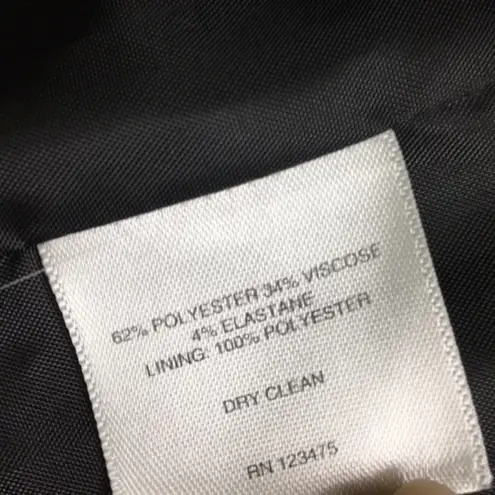 62% POLYESTER 34% VISCOSE
4% ELASTANE
LINING: 100% POLYESTER
DRY CLEAN
RN 123475